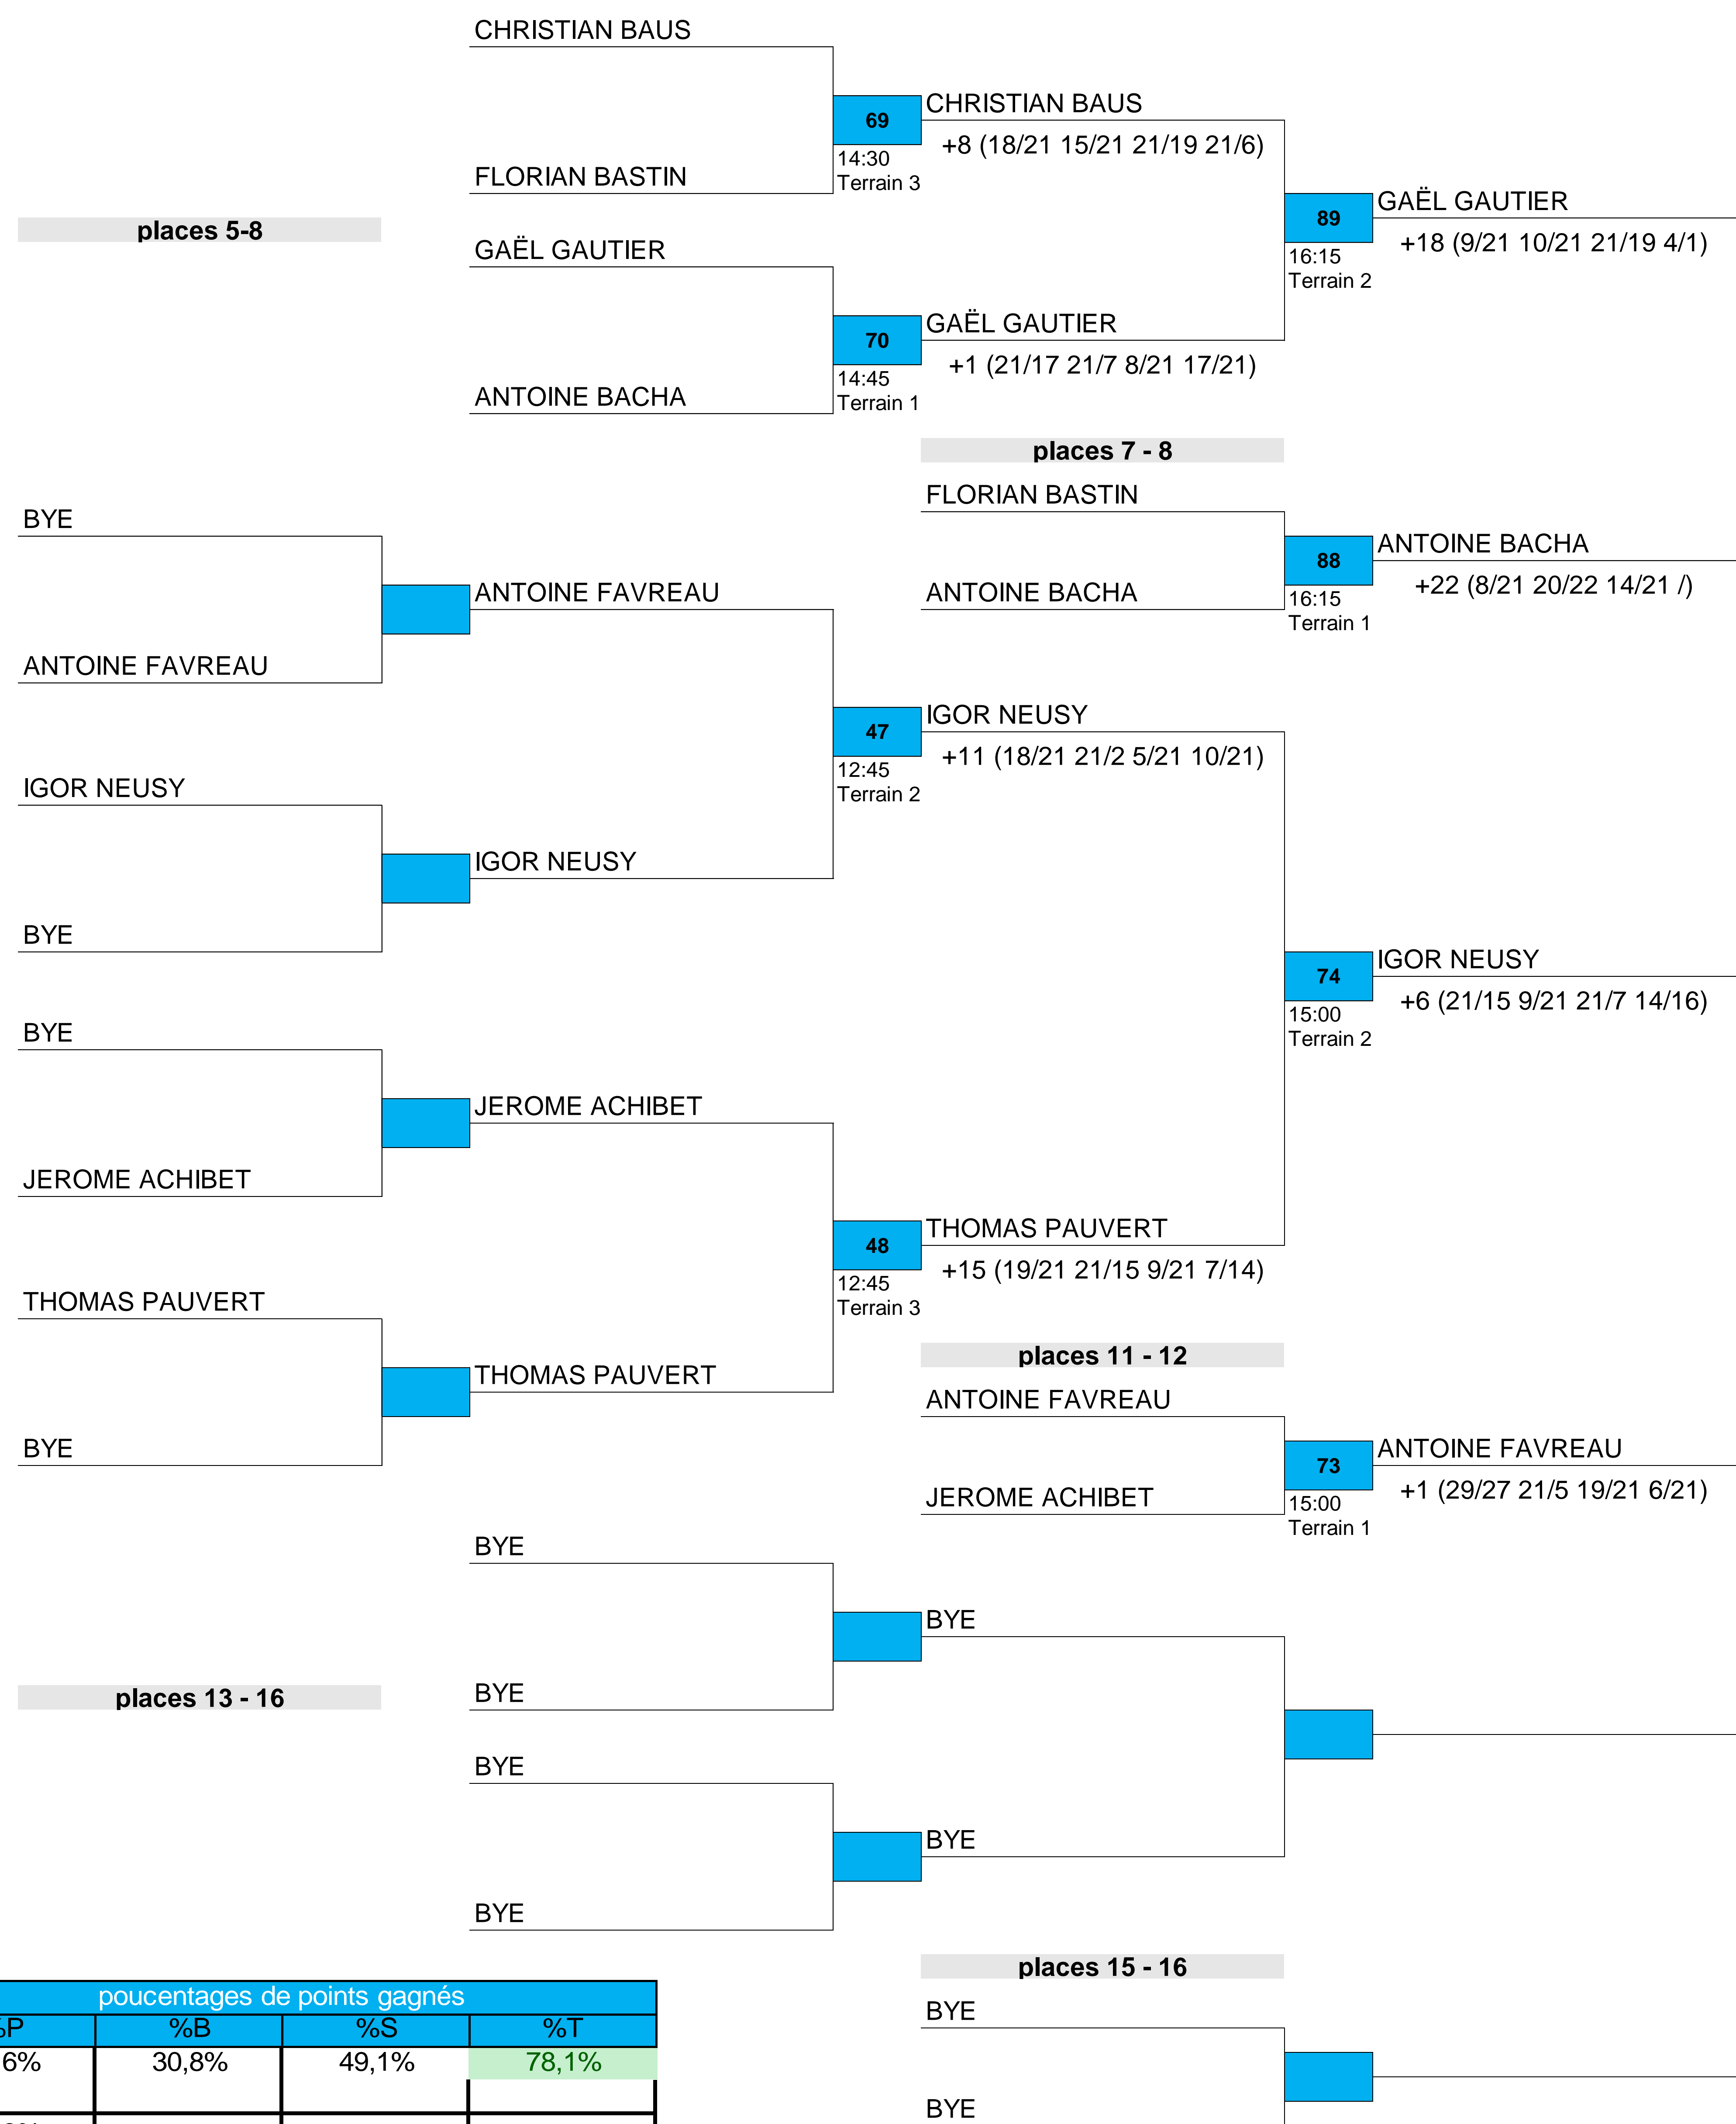 CHRISTIAN BAUS
69
CHRISTIAN BAUS
+8 (18/21 15/21 21/19 21/6)
14:30
Terrain 3
FLORIAN BASTIN
89
GAËL GAUTIER
+18 (9/21 10/21 21/19 4/1)
16:15
Terrain 2
places 5-8
GAËL GAUTIER
70
GAËL GAUTIER
+1 (21/17 21/7 8/21 17/21)
14:45
Terrain 1
ANTOINE BACHA
places 7 - 8
FLORIAN BASTIN
88
ANTOINE BACHA
+22 (8/21 20/22 14/21 /)
16:15
Terrain 1
ANTOINE BACHA
BYE
ANTOINE FAVREAU
ANTOINE FAVREAU
47
IGOR NEUSY
+11 (18/21 21/2 5/21 10/21)
12:45
Terrain 2
IGOR NEUSY
IGOR NEUSY
BYE
74
IGOR NEUSY
+6 (21/15 9/21 21/7 14/16)
15:00
Terrain 2
BYE
JEROME ACHIBET
JEROME ACHIBET
48
THOMAS PAUVERT
+15 (19/21 21/15 9/21 7/14)
12:45
Terrain 3
THOMAS PAUVERT
THOMAS PAUVERT
BYE
places 11 - 12
ANTOINE FAVREAU
73
ANTOINE FAVREAU
+1 (29/27 21/5 19/21 6/21)
15:00
Terrain 1
JEROME ACHIBET
BYE
BYE
BYE
places 13 - 16
BYE
BYE
BYE
places 15 - 16
BYE
BYE
poucentages de points gagnés
%P %B %S %T
6% 30,8% 49,1% 78,1%